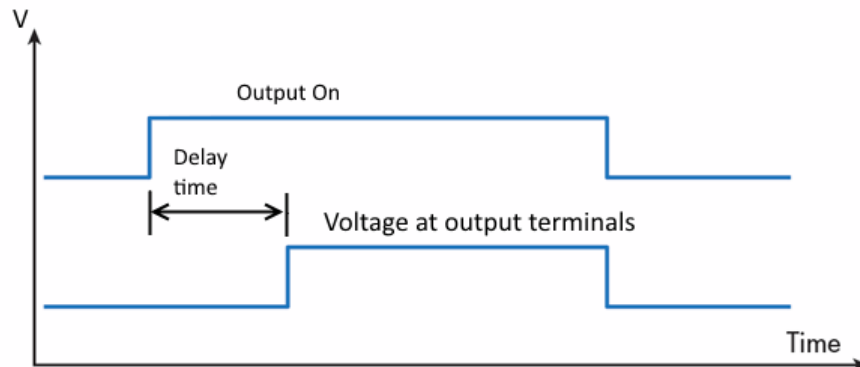 V
Output On
Delay
time
Voltage at output terminals
Time